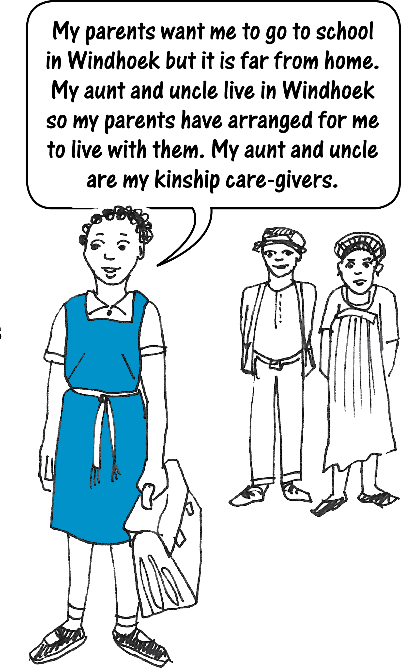 My parents want me to go to school
in Windhoek but it is far from home.
My aunt and uncle live in Windhoek
so my parents have arranged for me
to live with them. My aunt and uncle
are my kinship care-givers.